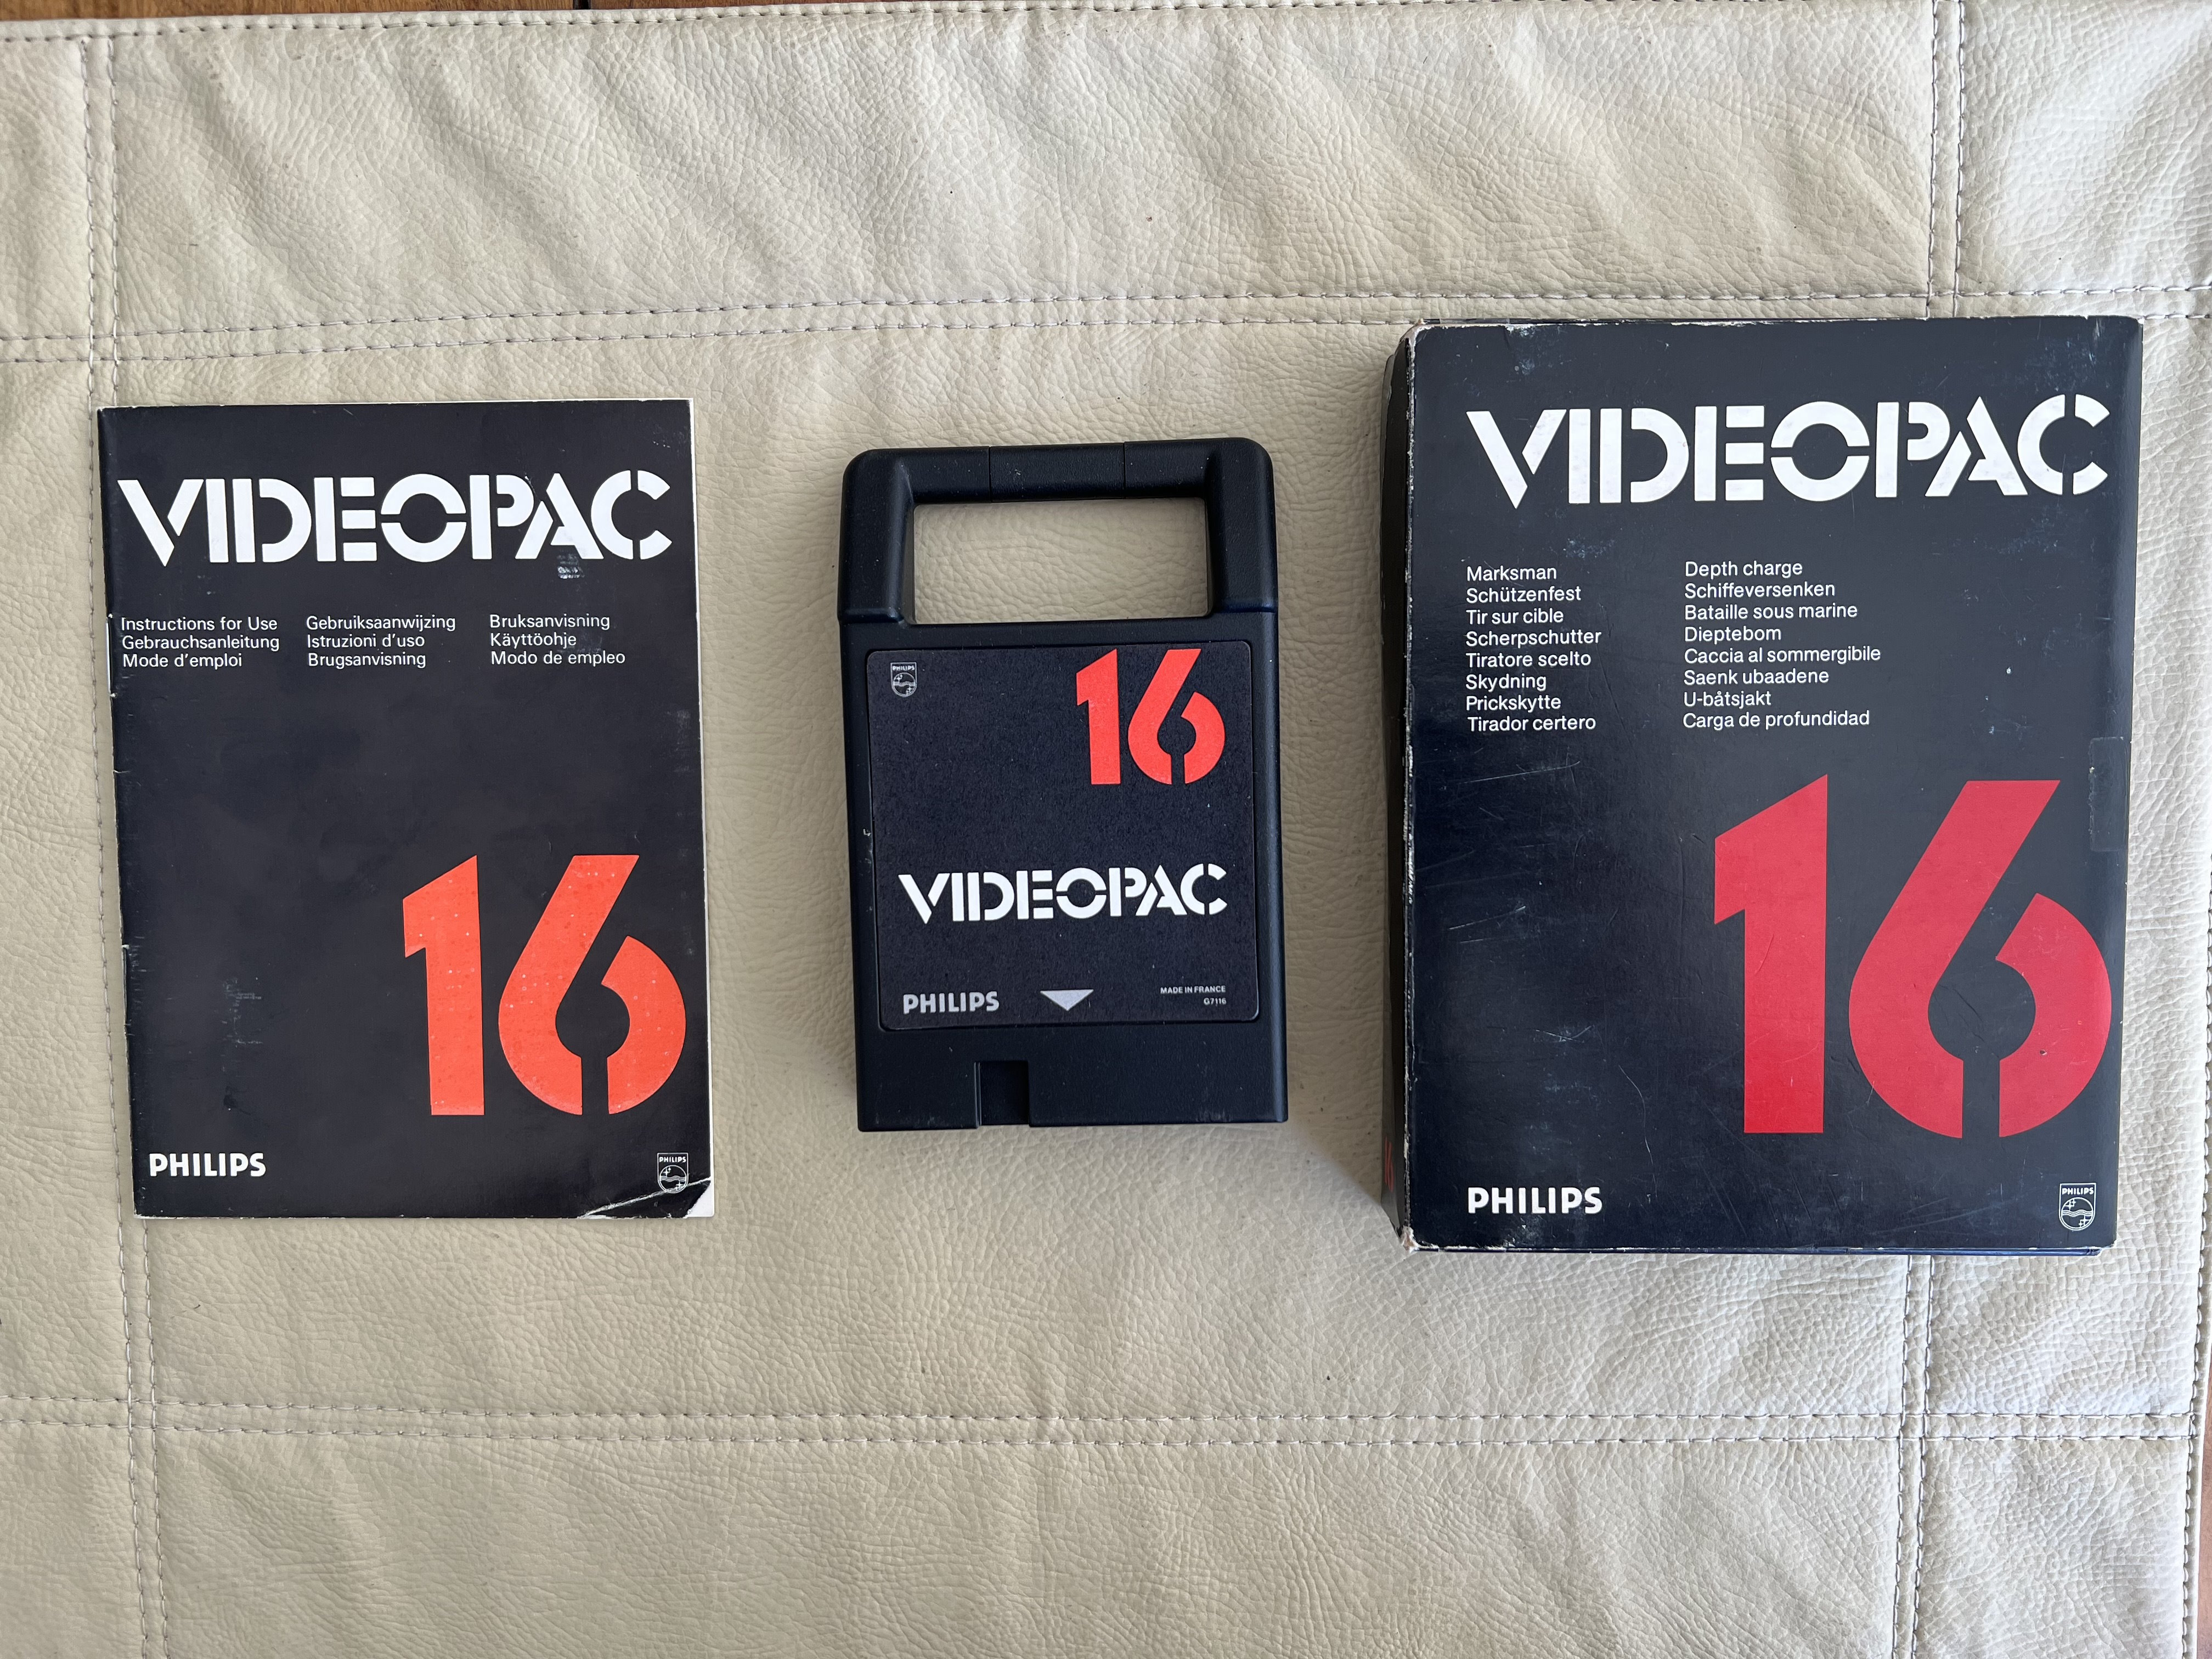 VIDEOPAC
Instructions for Use
Gebrauchsanleitung
Mode d'emploi
Gebruiksaanwijzing
Istruzioni d'uso
Brugsanvisning
Bruksanvisning
Käyttöohje
Modo de empleo
16
PHILIPS
PHILIPS
PHILIPS
16
VIDEOPAC
PHILIPS
MADE IN FRANCE
G7116
VIDEOPAC
Marksman
Schützenfest
Tir sur cible
Scherpschutter
Tiratore scelto
Skydning
Prickskytte
Tirador certero
Depth charge
Schiffeversenken
Bataille sous marine
Dieptebom
Caccia al sommergibile
Saenk ubaadene
U-båtsjakt
Carga de profundidad
16
PHILIPS
PHILIPS